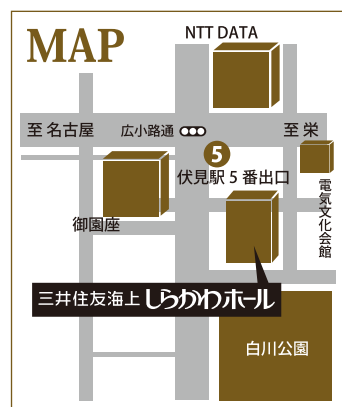 MAP
NTT DATA
至 名古屋
広小路通
至 栄
5
伏見駅 5 番出口
電気文化会館
御園座
三井住友海上 しらかわホール
白川公園